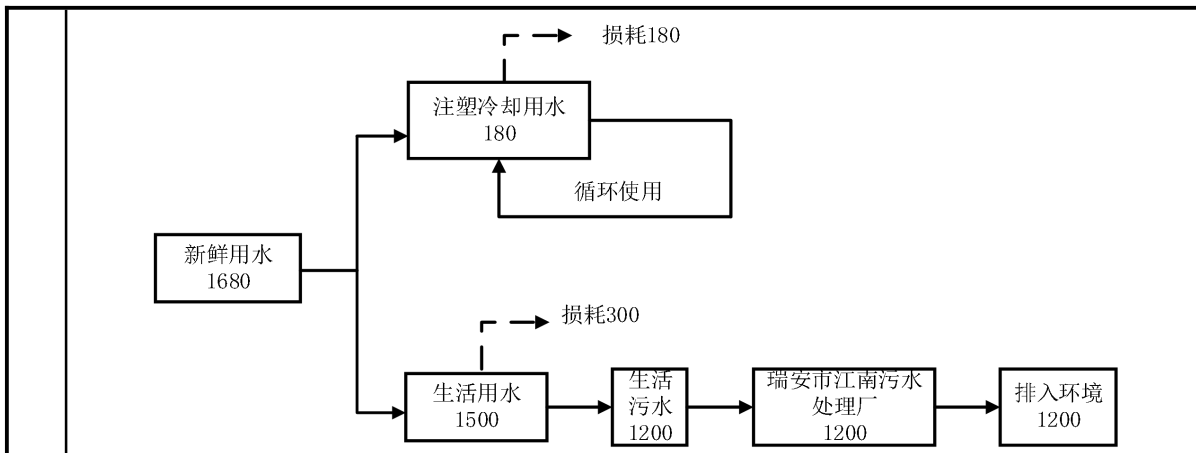 损耗180
注塑冷却用水
180
循环使用
新鲜用水
1680
损耗300
生活用水
1500
生活
污水
1200
瑞安市江南污水
处理厂
1200
排入环境
1200